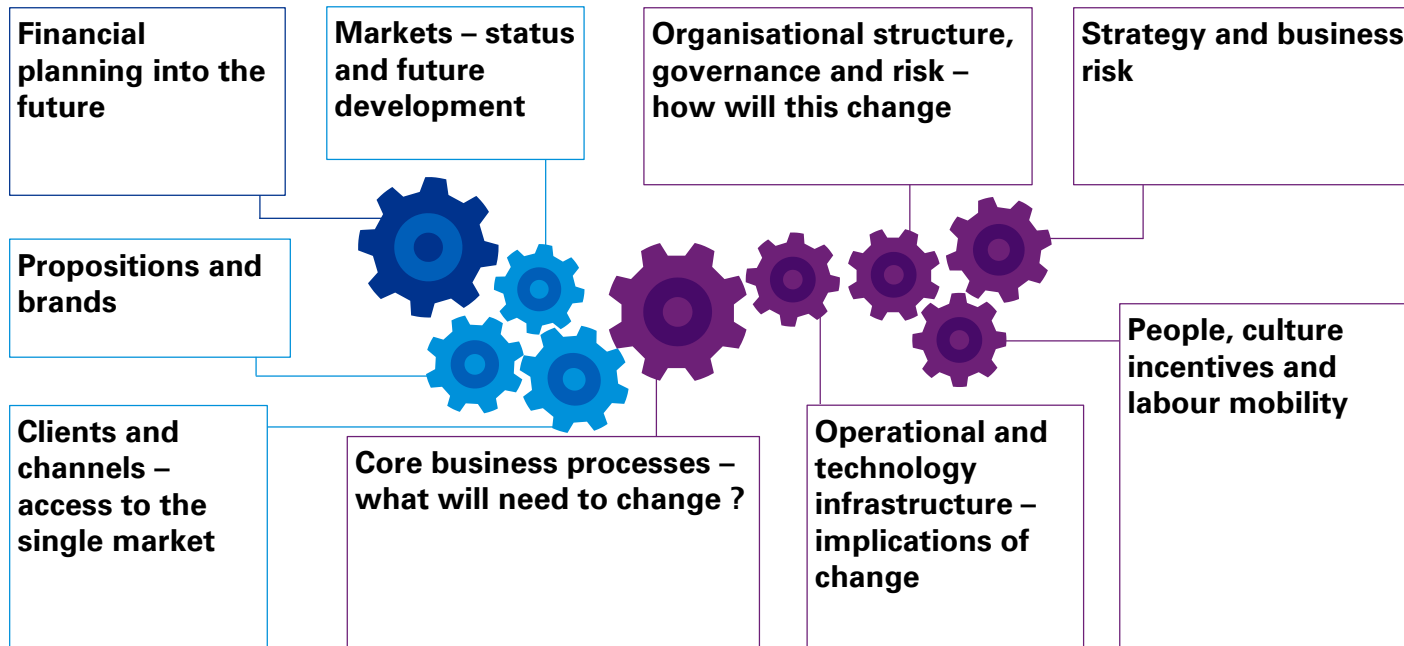 Financial
planning into the
future
Markets – status
and future
development
Organisational structure,
governance and risk –
how will this change
Strategy and business
risk
Propositions and
brands
People, culture
incentives and
labour mobility
Clients and
channels –
access to the
single market
Core business processes –
what will need to change ?
Operational and
technology
infrastructure –
implications of
change